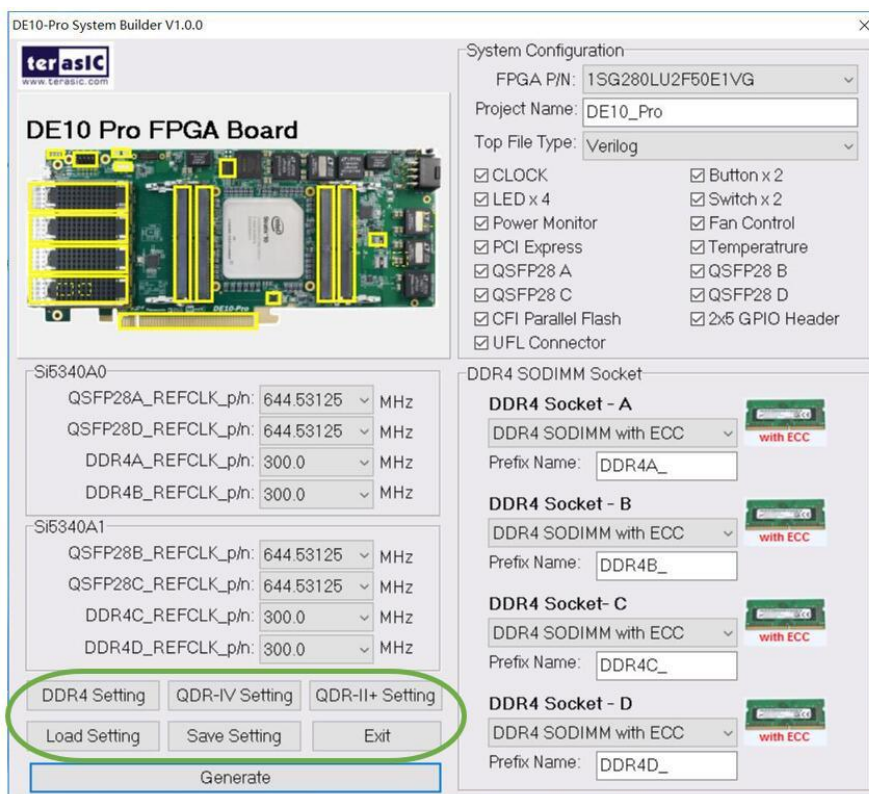 DE10-Pro System Builder V1.0.0
terasIC
www.terasic.com
DE10 Pro FPGA Board
DE10-Pro
System Configuration
FPGA P/N: 1SG280LU2F50E1VG
Project Name: DE10_Pro
Top File Type: Verilog
CLOCK Button x 2
LED x 4 Switch x 2
Power Monitor Fan Control
PCI Express Temperatrure
QSFP28 A QSFP28 B
QSFP28 C QSFP28 D
CFI Parallel Flash 2x5 GPIO Header
UFL Connector
Si5340A0
QSFP28A_REFCLK_p/n: 644.53125 MHz
QSFP28D_REFCLK_p/n: 644.53125 MHz
DDR4A_REFCLK_p/n: 300.0 MHz
DDR4B_REFCLK_p/n: 300.0 MHz
Si5340A1
QSFP28B_REFCLK_p/n: 644.53125 MHz
QSFP28C_REFCLK_p/n: 644.53125 MHz
DDR4C_REFCLK_p/n: 300.0 MHz
DDR4D_REFCLK_p/n: 300.0 MHz
DDR4 Setting QDR-IV Setting QDR-II+ Setting
Load Setting Save Setting Exit
Generate
DDR4 SODIMM Socket
DDR4 Socket - A
DDR4 SODIMM with ECC
with ECC
Prefix Name: DDR4A_
DDR4 Socket - B
DDR4 SODIMM with ECC
with ECC
Prefix Name: DDR4B_
DDR4 Socket- C
DDR4 SODIMM with ECC
with ECC
Prefix Name: DDR4C_
DDR4 Socket - D
DDR4 SODIMM with ECC
with ECC
Prefix Name: DDR4D_